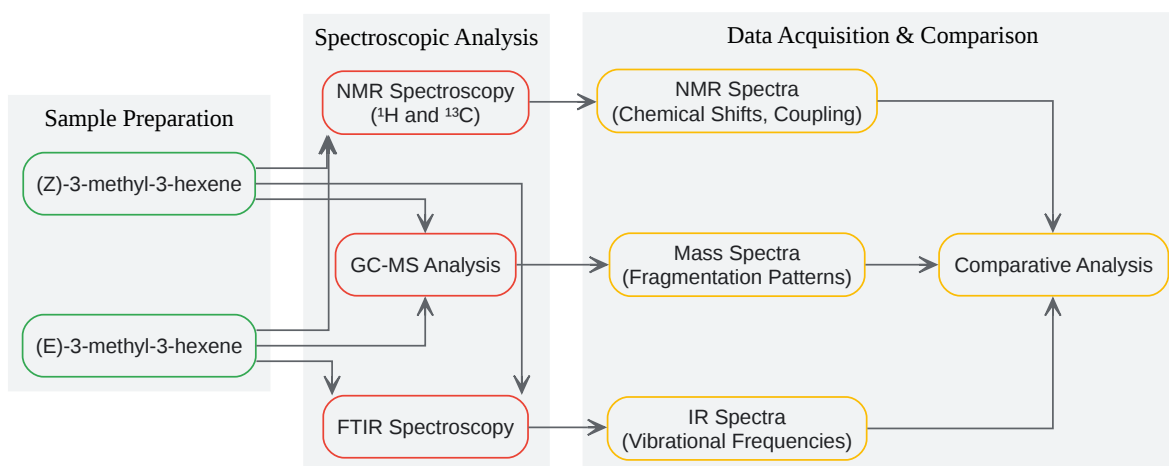 Sample Preparation
(Z)-3-methyl-3-hexene
(E)-3-methyl-3-hexene
Spectroscopic Analysis
NMR Spectroscopy
(¹H and ¹³C)
GC-MS Analysis
FTIR Spectroscopy
Data Acquisition & Comparison
NMR Spectra
(Chemical Shifts, Coupling)
Mass Spectra
(Fragmentation Patterns)
IR Spectra
(Vibrational Frequencies)
Comparative Analysis